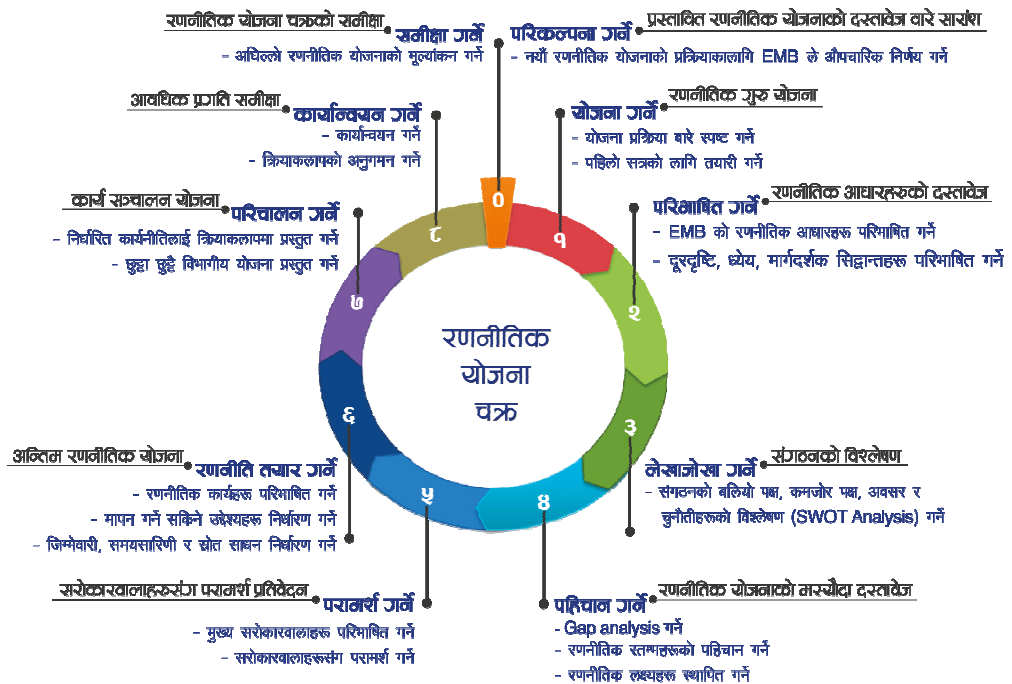 रणनीतिक योजना चक्रको समीक्षा
समीक्षा गर्ने
- अघिल्लो रणनीतिक योजनाको मूल्यांकन गर्ने
प्रस्तावित रणनीतिक योजनाको दस्तावेज वारे सारांश
परिकल्पना गर्ने
- नयाँ रणनीतिक योजनाको प्रक्रियाकालागि EMB ले औपचारिक निर्णय गर्ने
आवधिक प्रगति समीक्षा
कार्यान्वयन गर्ने
- कार्यान्वयन गर्ने
- क्रियाकलापको अनुगमन गर्ने
रणनीतिक गुरु योजना
योजना गर्ने
- योजना प्रक्रिया बारे स्पष्ट गर्ने
- पहिलो सत्रको लागि तयारी गर्ने
कार्य सञ्चालन योजना
परिचालन गर्ने
- निर्धारित कार्यनीतिलाई क्रियाकलापमा प्रस्तुत गर्ने
- छुट्टा छुट्टै विभागीय योजना प्रस्तुत गर्ने
रणनीतिक आधारहरुको दस्तावेज
परिभाषित गर्ने
- EMB को रणनीतिक आधारहरू परिभाषित गर्ने
- दूरदृष्टि, ध्येय, मार्गदर्शक सिद्वान्तहरू परिभाषित गर्ने
०
१
२
३
४
५
६
७
८
रणनीतिक
योजना
चक्र
अन्तिम रणनीतिक योजना
रणनीति तयार गर्ने
- रणनीतिक कार्यहरू परिभाषित गर्ने
- मापन गर्न सकिने उद्देश्यहरू निर्धारण गर्ने
- जिम्मेवारी, समयसारिणी र स्रोत साधन निर्धारण गर्ने
संगठनको विश्लेषण
लेखाजोखा गर्ने
- संगठनको बलियो पक्ष, कमजोर पक्ष, अवसर र
चुनौतीहरूको विश्लेषण (SWOT Analysis) गर्ने
सरोकारवालाहरुसंग परामर्श प्रतिवेदन
परामर्श गर्ने
- मुख्य सरोकारवालाहरू परिभाषित गर्ने
- सरोकारवालाहरूसंग परामर्श गर्ने
रणनीतिक योजनाको मस्यौदा दस्तावेज
पहिचान गर्ने
- Gap analysis गर्ने
- रणनीतिक स्तम्भहरूको पहिचान गर्ने
- रणनीतिक लक्ष्यहरू स्थापित गर्ने